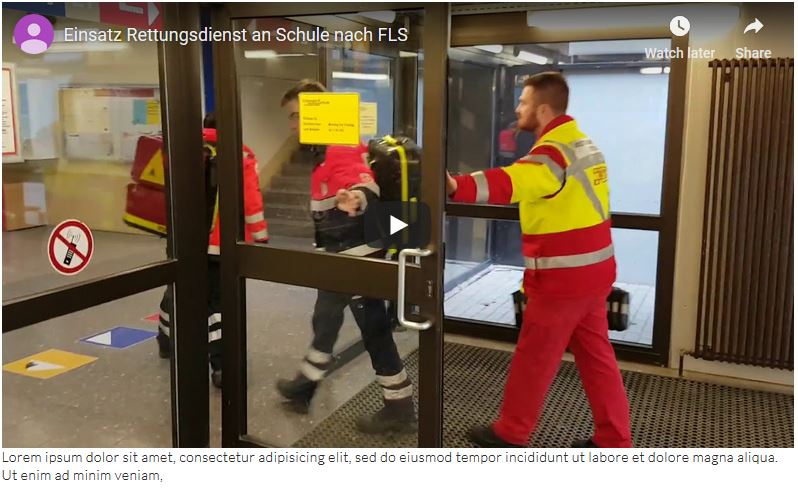 Einsatz Rettungsdienst an Schule nach FLS
Watch later
Share
Lorem ipsum dolor sit amet, consectetur adipisicing elit, sed do eiusmod tempor incididunt ut labore et dolore magna aliqua.
Ut enim ad minim veniam,